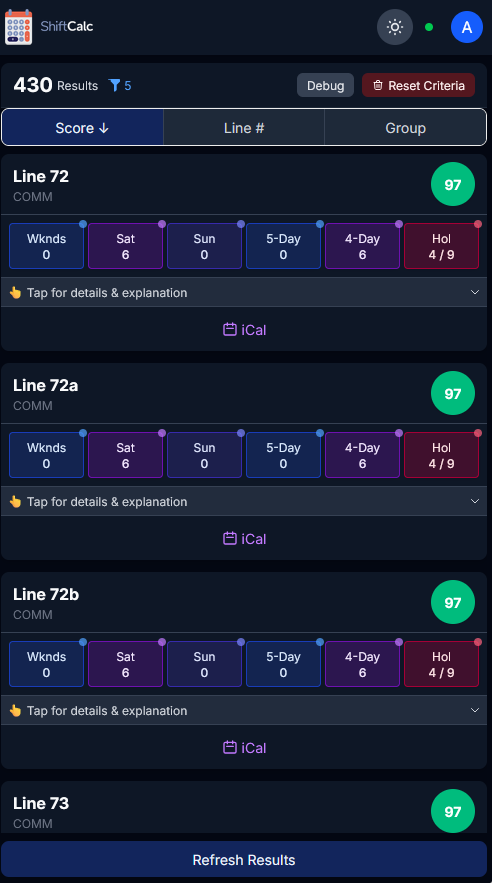 ShiftCalc
A
430 Results 5
Debug
Reset Criteria
Score ↓
Line #
Group
Line 72
COMM
97
Wknds
0
Sat
6
Sun
0
5-Day
0
4-Day
6
Hol
4 / 9
👆 Tap for details & explanation
iCal
Line 72a
COMM
97
Wknds
0
Sat
6
Sun
0
5-Day
0
4-Day
6
Hol
4 / 9
👆 Tap for details & explanation
iCal
Line 72b
COMM
97
Wknds
0
Sat
6
Sun
0
5-Day
0
4-Day
6
Hol
4 / 9
👆 Tap for details & explanation
iCal
Line 73
COMM
97
Refresh Results